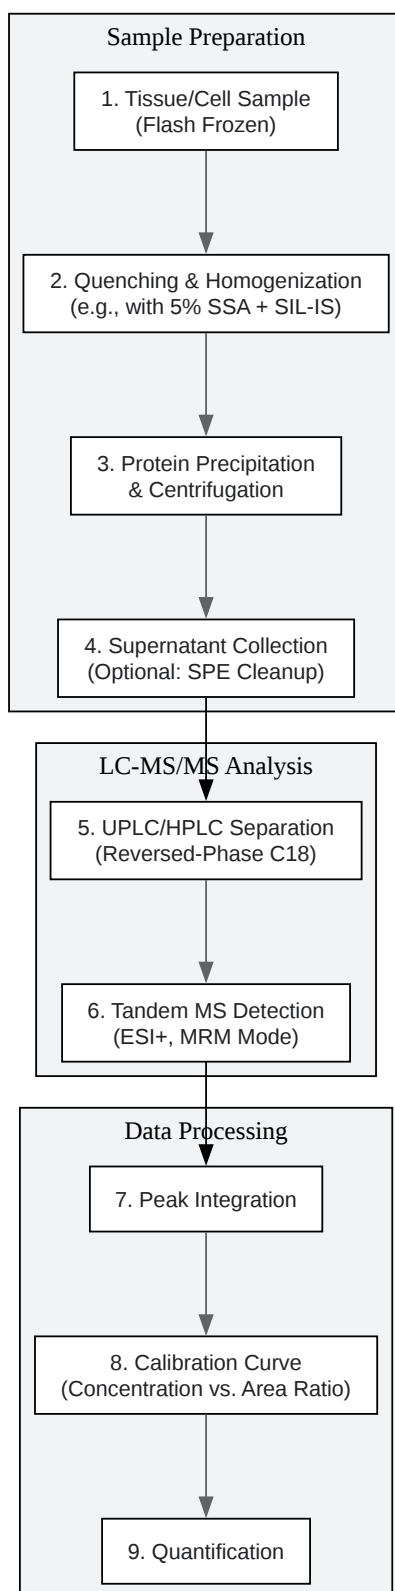 Sample Preparation
1. Tissue/Cell Sample
(Flash Frozen)
2. Quenching & Homogenization
(e.g., with 5% SSA + SIL-IS)
3. Protein Precipitation
& Centrifugation
4. Supernatant Collection
(Optional: SPE Cleanup)
LC-MS/MS Analysis
5. UPLC/HPLC Separation
(Reversed-Phase C18)
6. Tandem MS Detection
(ESI+, MRM Mode)
Data Processing
7. Peak Integration
8. Calibration Curve
(Concentration vs. Area Ratio)
9. Quantification